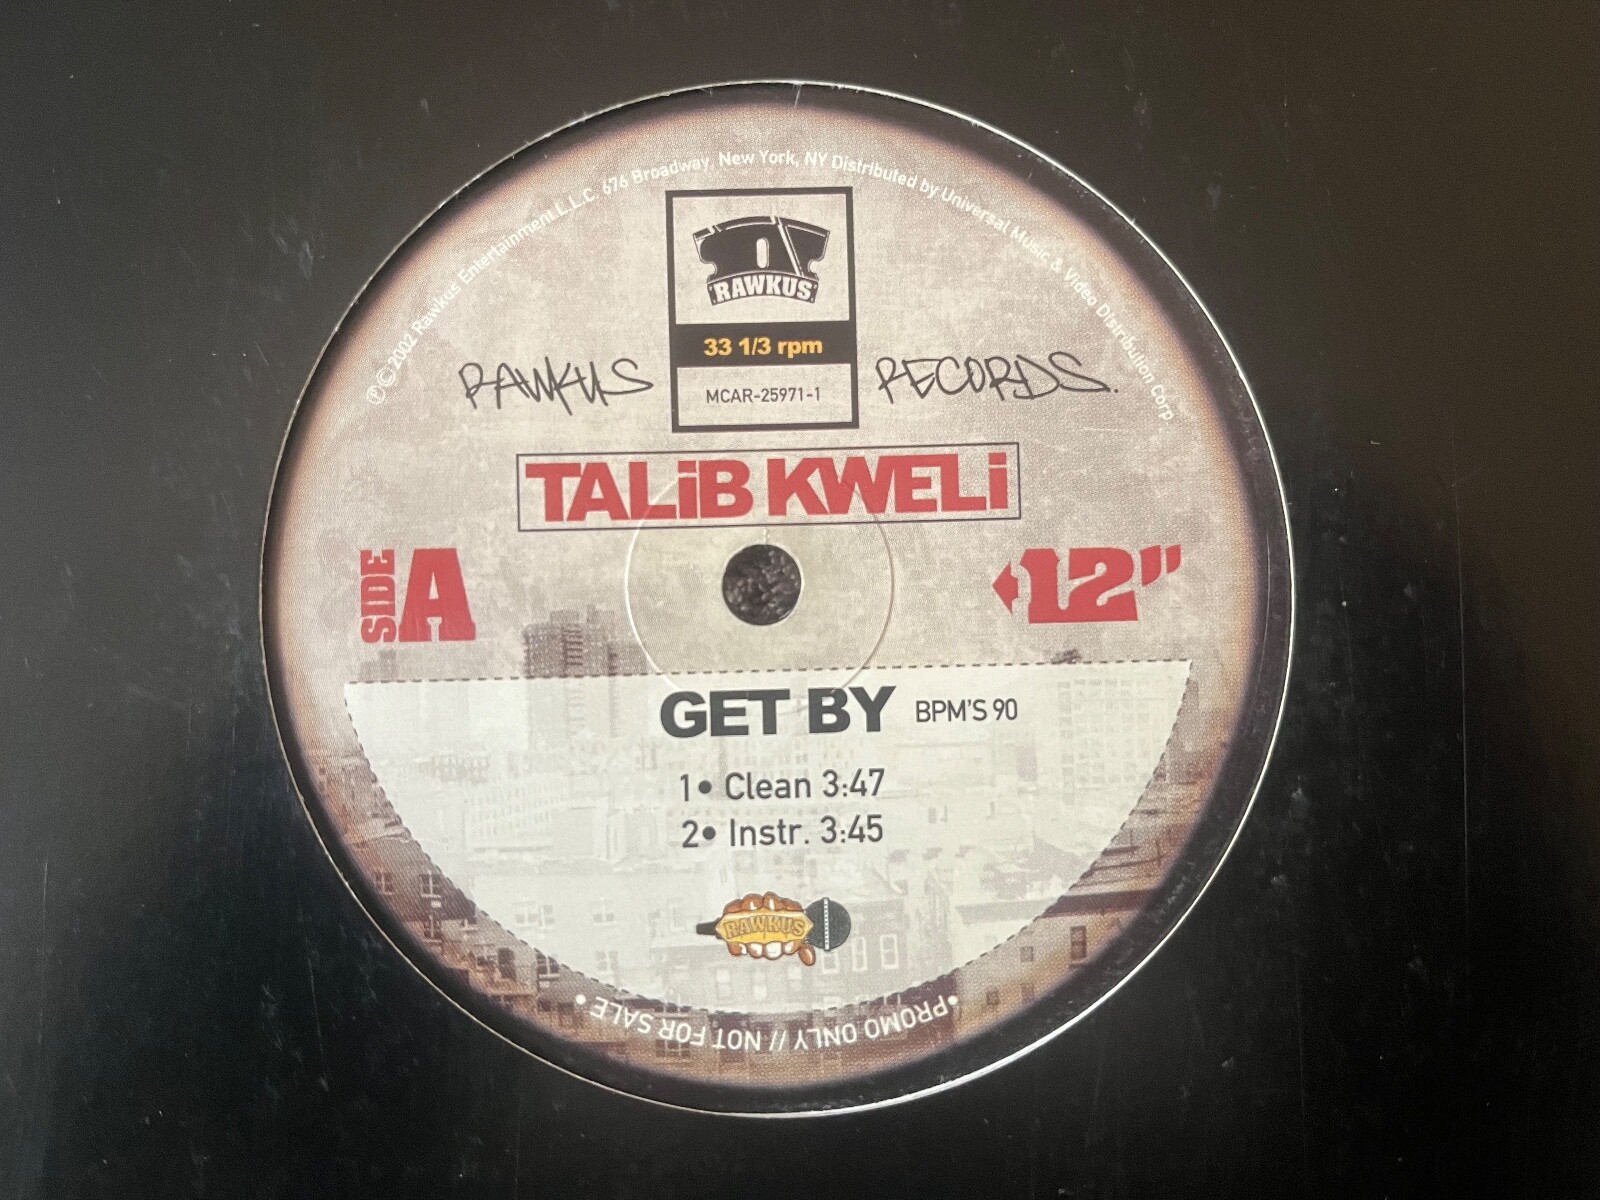 ℗©2002 Rawkus Entertainment L.L.C. 676 Broadway, New York, NY Distributed by Universal Music & Video Distribution Corp
RAWKUS
33 1/3 rpm
RAWKUS RECORDS.
MCAR-25971-1
TALiB KWELi
SIDE A
12"
GET BY BPM'S 90
1• Clean 3:47
2• Instr. 3:45
RAWKUS
•PROMO ONLY // NOT FOR SALE•